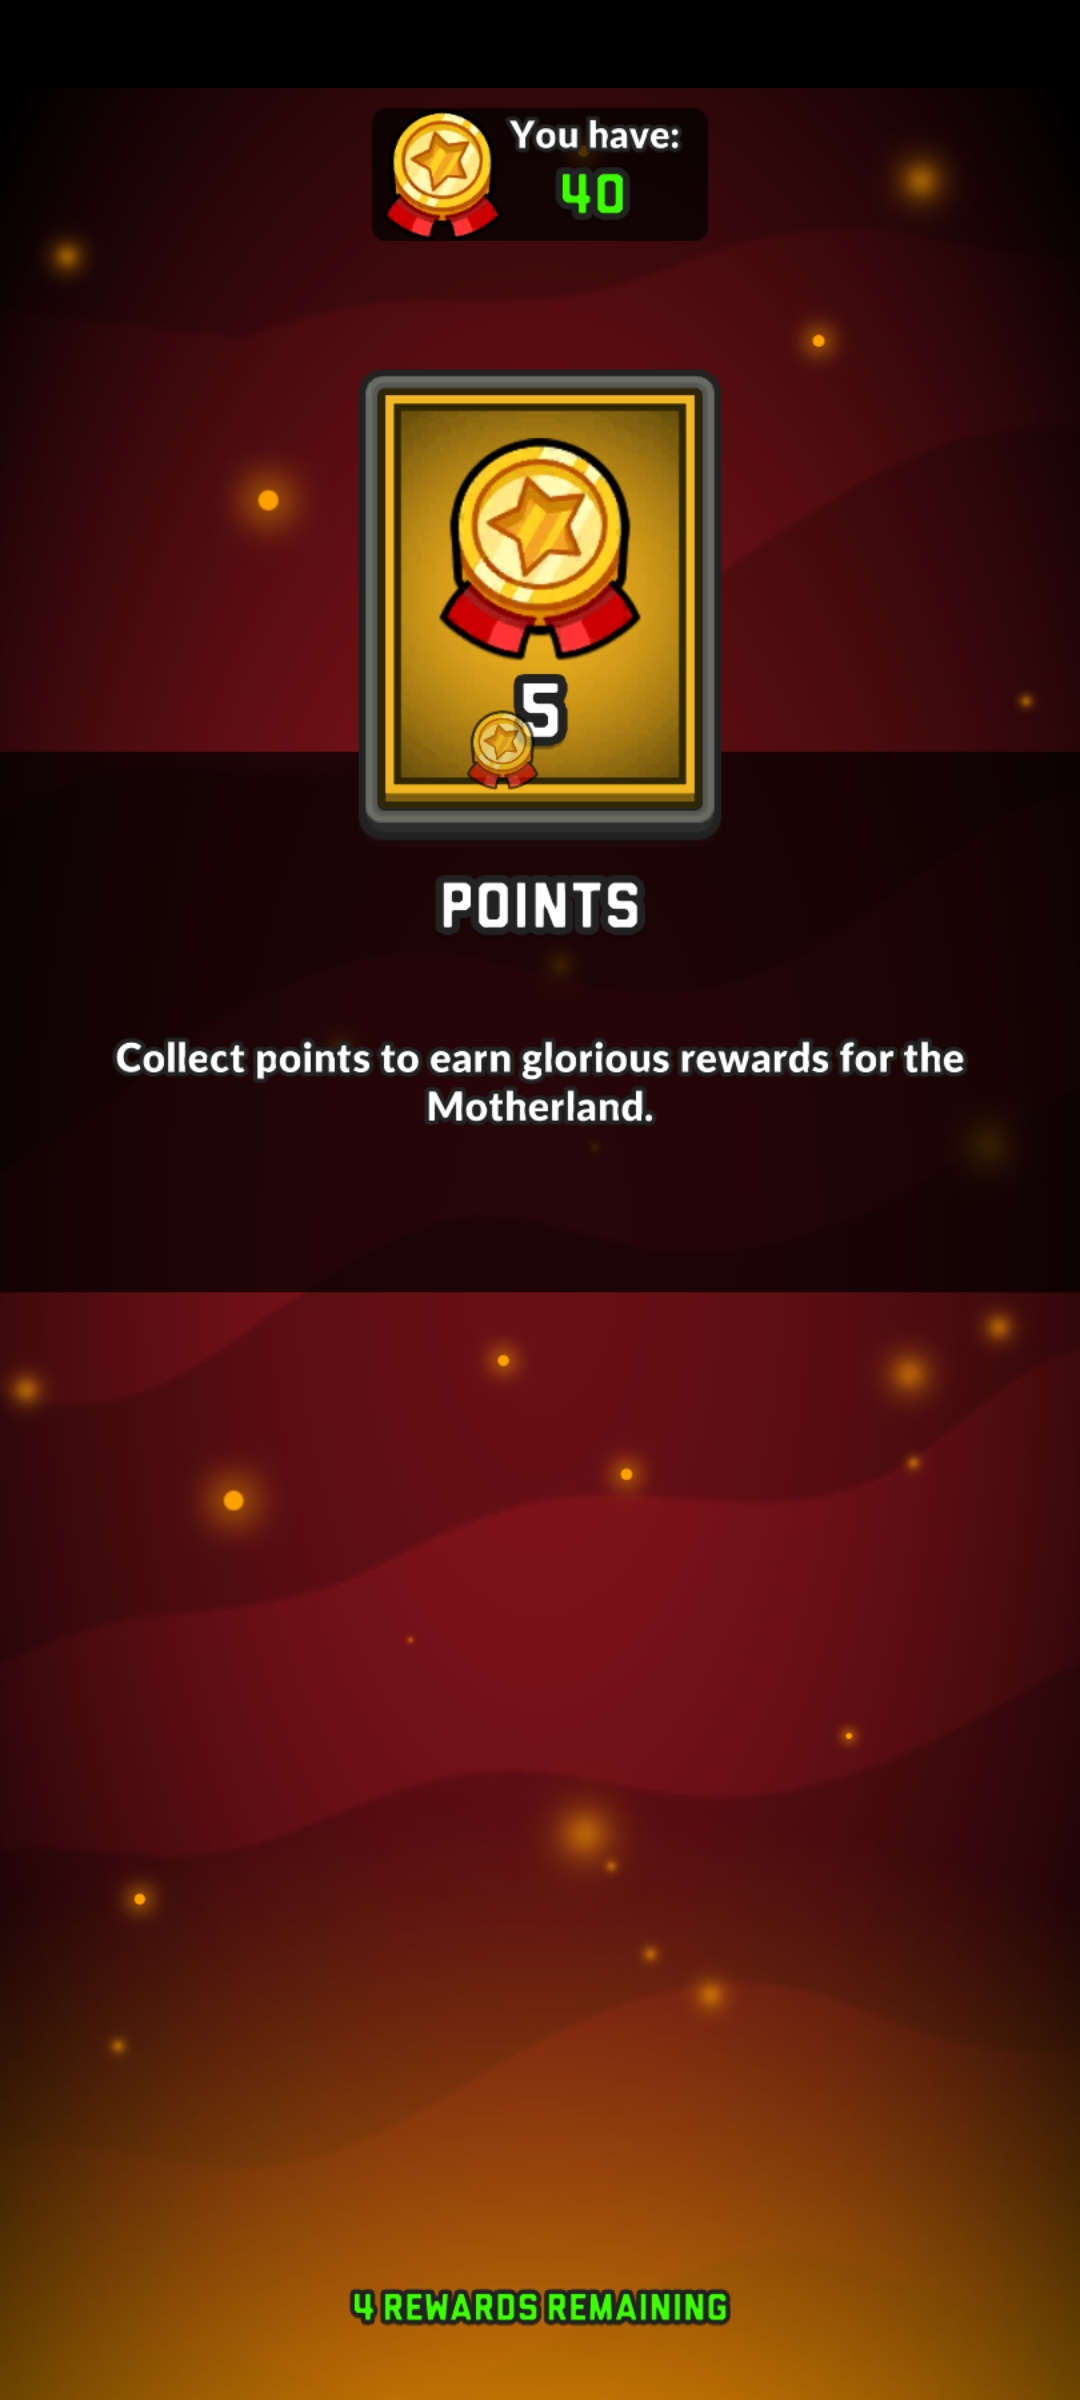 You have:
40
5
POINTS
Collect points to earn glorious rewards for the
Motherland.
4 REWARDS REMAINING